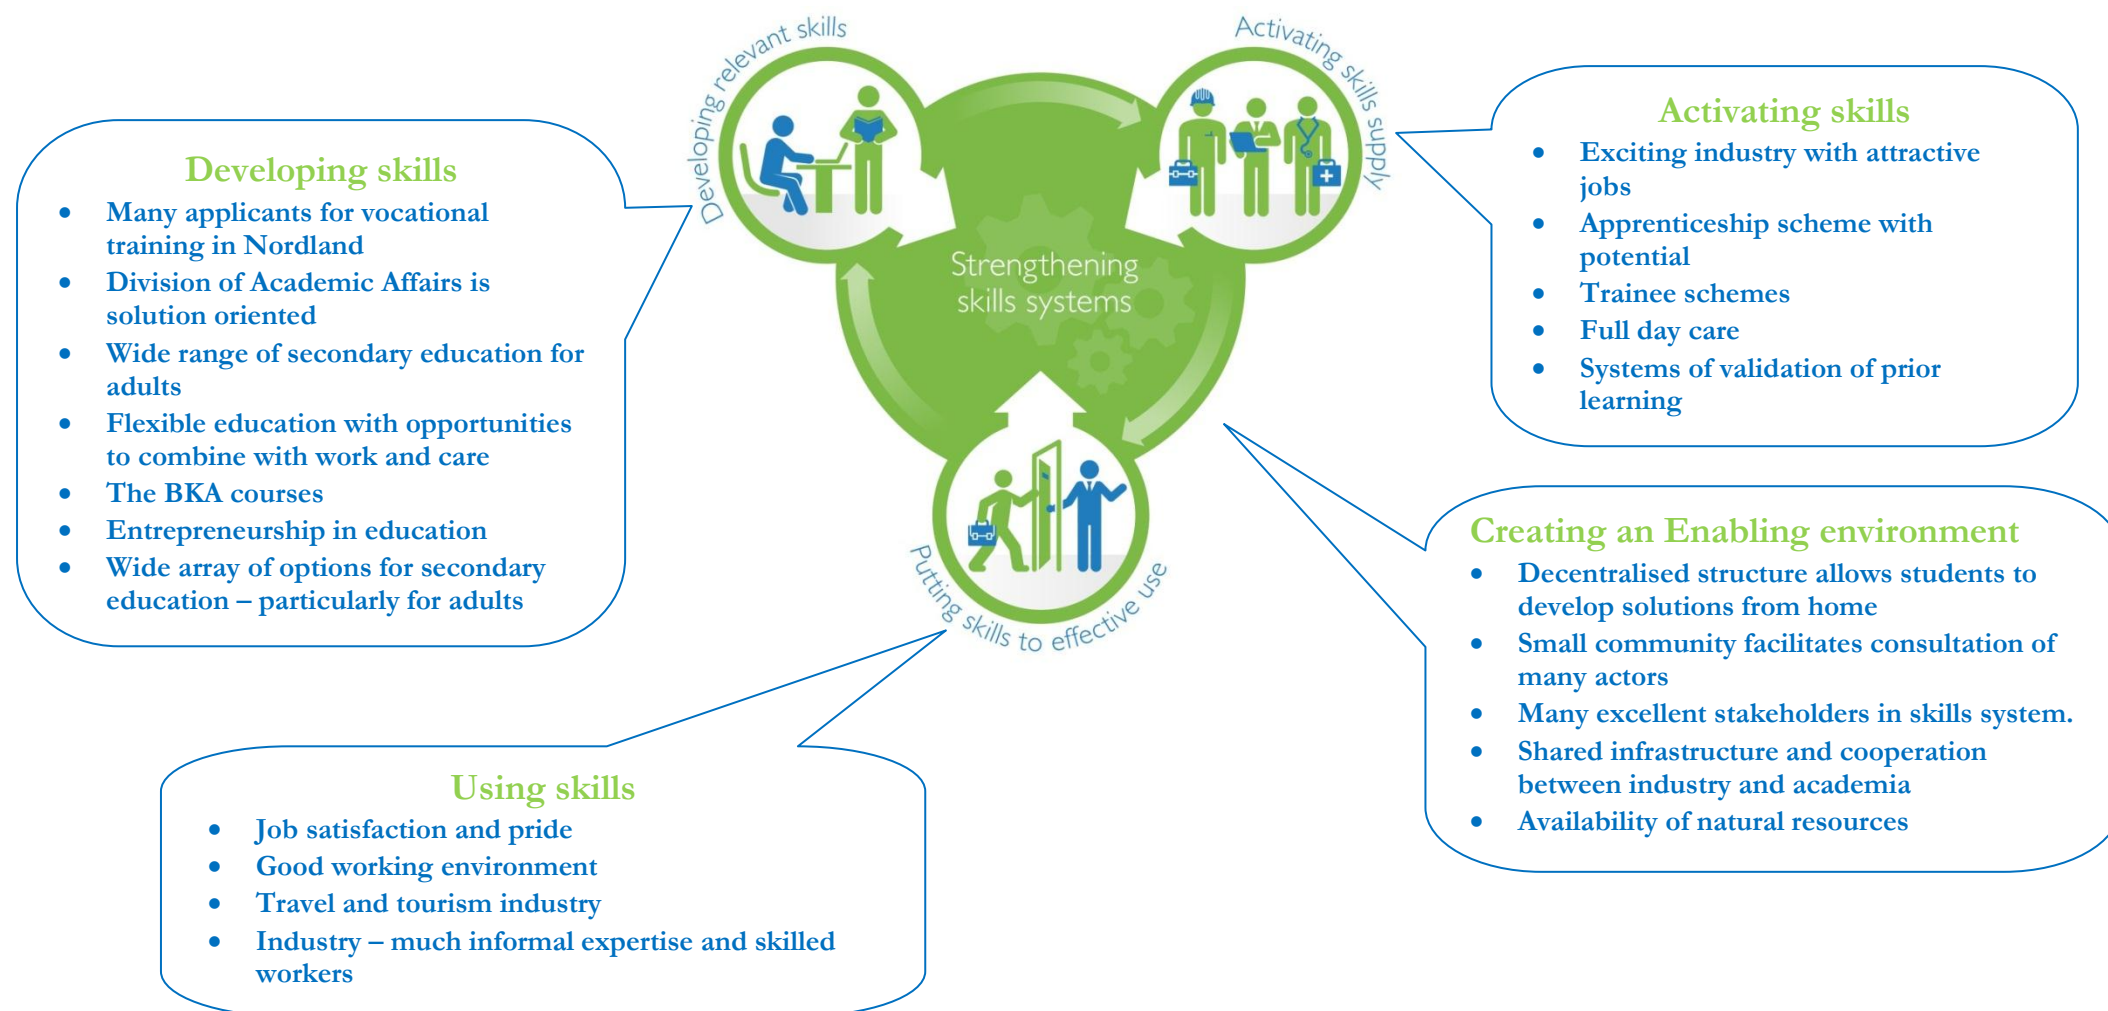 Developing relevant skills
Activating skills supply
Strengthening
skills systems
Putting skills to effective use
Developing skills
• Many applicants for vocational
training in Nordland
• Division of Academic Affairs is
solution oriented
• Wide range of secondary education for
adults
• Flexible education with opportunities
to combine with work and care
• The BKA courses
• Entrepreneurship in education
• Wide array of options for secondary
education – particularly for adults
Activating skills
• Exciting industry with attractive
jobs
• Apprenticeship scheme with
potential
• Trainee schemes
• Full day care
• Systems of validation of prior
learning
Creating an Enabling environment
• Decentralised structure allows students to
develop solutions from home
• Small community facilitates consultation of
many actors
• Many excellent stakeholders in skills system.
• Shared infrastructure and cooperation
between industry and academia
• Availability of natural resources
Using skills
• Job satisfaction and pride
• Good working environment
• Travel and tourism industry
• Industry – much informal expertise and skilled
workers